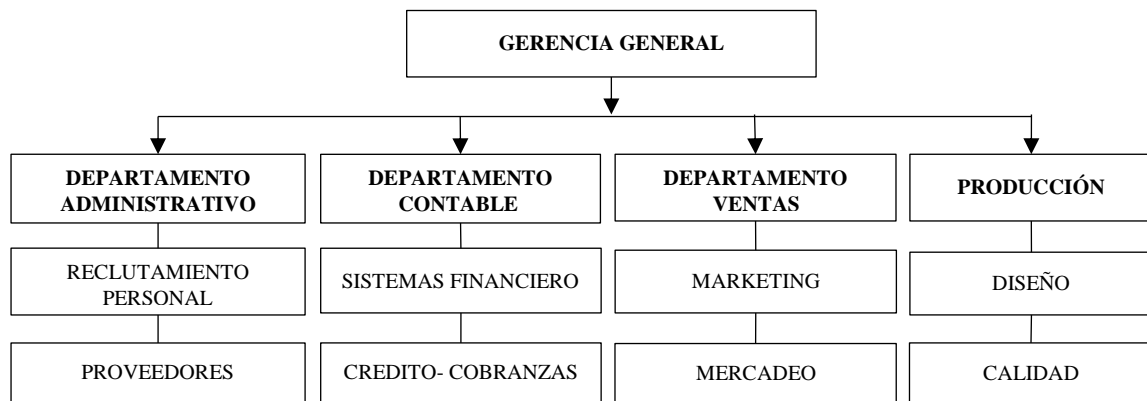 GERENCIA GENERAL
DEPARTAMENTO
ADMINISTRATIVO
DEPARTAMENTO
CONTABLE
DEPARTAMENTO
VENTAS
PRODUCCIÓN
RECLUTAMIENTO
PERSONAL
SISTEMAS FINANCIERO
MARKETING
DISEÑO
PROVEEDORES
CREDITO- COBRANZAS
MERCADEO
CALIDAD